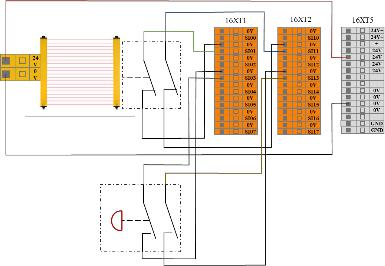 16XT1
16XT2
16XT5
24
V
0
V
0V
SI00
0V
SI01
0V
SI02
0V
SI03
0V
SI04
0V
SI05
0V
SI06
0V
SI07
0V
SI10
0V
SI11
0V
SI12
0V
SI13
0V
SI14
0V
SI15
0V
SI16
0V
SI17
24V~
24V~
+
24V
24V
24V
24V
0V
0V
0V
0V
GND
GND